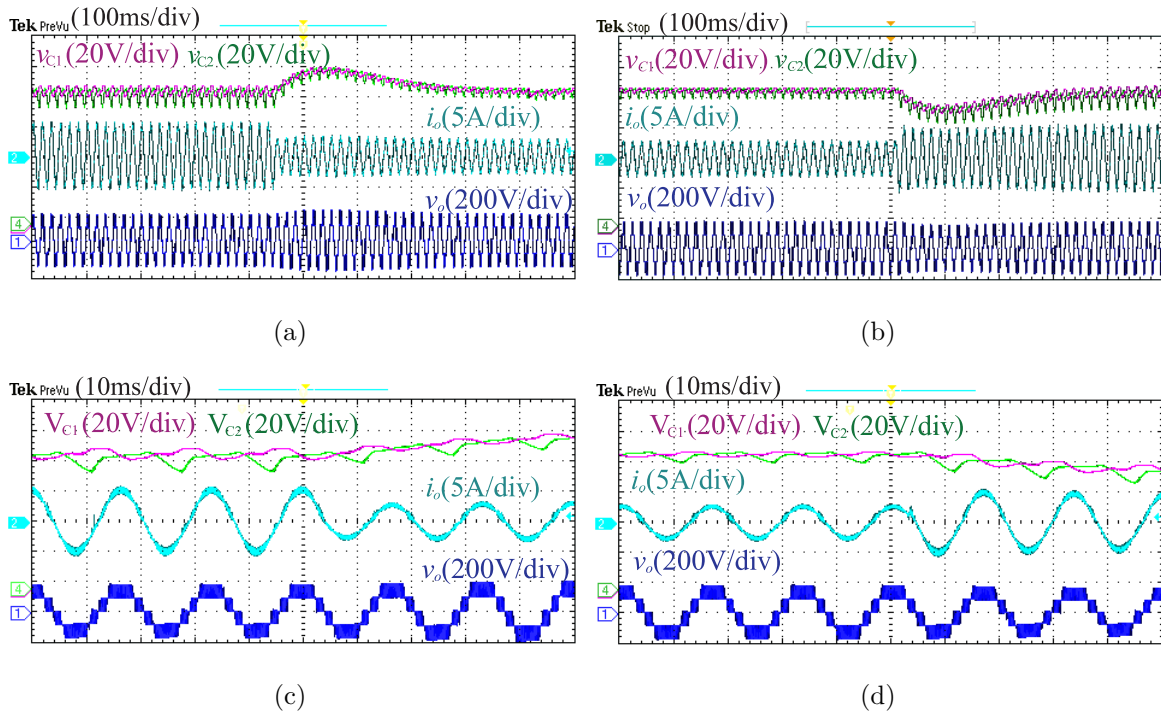 Tek PreVu (100ms/div)
vC1(20V/div) vC2(20V/div)
io(5A/div)
2
vo(200V/div)
4
1
(a)
Tek Stop (100ms/div)
vC1(20V/div) vC2(20V/div)
io(5A/div)
2
vo(200V/div)
4
1
(b)
Tek PreVu (10ms/div)
VC1(20V/div) VC2(20V/div)
io(5A/div)
2
vo(200V/div)
4
1
(c)
Tek PreVu (10ms/div)
VC1(20V/div) VC2(20V/div)
io(5A/div)
2
vo(200V/div)
4
1
(d)